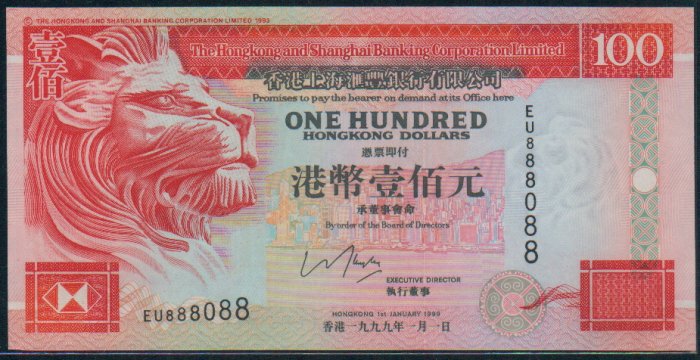 © THE HONGKONG AND SHANGHAI BANKING CORPORATION LIMITED 1993
壹佰
The Hongkong and Shanghai Banking Corporation Limited
100
香港上海滙豐銀行有限公司
Promises to pay the bearer on demand at its Office here
ONE HUNDRED
HONGKONG DOLLARS
憑票即付
港幣壹佰元
承董事會命
By order of the Board of Directors
EU888088
EXECUTIVE DIRECTOR
執行董事
EU888088
HONGKONG 1st JANUARY 1999
香港一九九九年一月一日
100